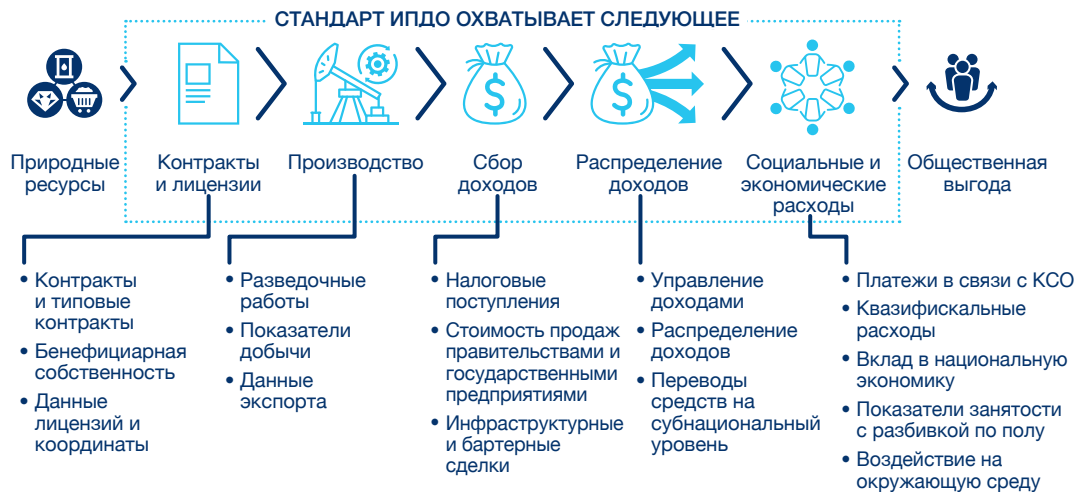 СТАНДАРТ ИПДО ОХВАТЫВАЕТ СЛЕДУЮЩЕЕ
Природные
ресурсы
Контракты
и лицензии
Производство
Сбор
доходов
Распределение
доходов
Социальные и
экономические
расходы
Общественная
выгода
• Контракты
и типовые
контракты
• Бенефициарная
собственность
• Данные
лицензий и
координаты
• Разведочные
работы
• Показатели
добычи
• Данные
экспорта
• Налоговые
поступления
• Стоимость продаж
правительствами и
государственными
предприятиями
• Инфраструктурные
и бартерные
сделки
• Управление
доходами
• Распределение
доходов
• Переводы
средств на
субнациональный
уровень
• Платежи в связи с КСО
• Квазифискальные
расходы
• Вклад в национальную
экономику
• Показатели занятости
с разбивкой по полу
• Воздействие на
окружающую среду